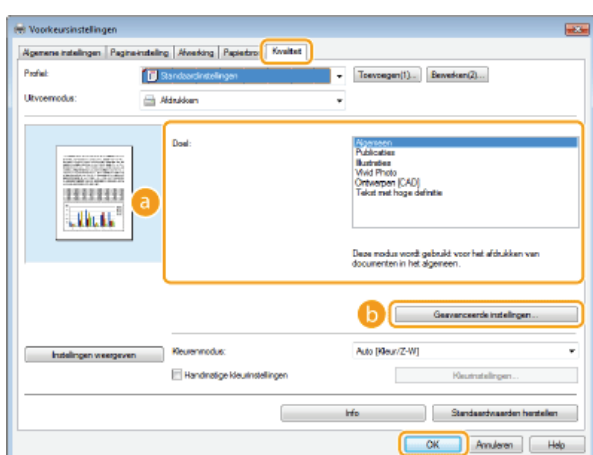 Voorkeursinstellingen
Algemene instellingen Pagina-instelling Afwerking Papierbron Kwaliteit
Profiel: Standaardinstellingen Toevoegen(1)... Bewerken(2)...
Uitvoermodus: Afdrukken
Doel:
Algemeen
Publicaties
Illustraties
Vivid Photo
Ontwerpen [CAD]
Tekst met hoge definitie
a
Deze modus wordt gebruikt voor het afdrukken van
documenten in het algemeen.
b Geavanceerde instellingen...
Instellingen weergeven Kleurenmodus: Auto [Kleur/Z-W]
Handmatige kleurinstellingen Kleurinstellingen...
Info Standaardwaarden herstellen
OK Annuleren Help